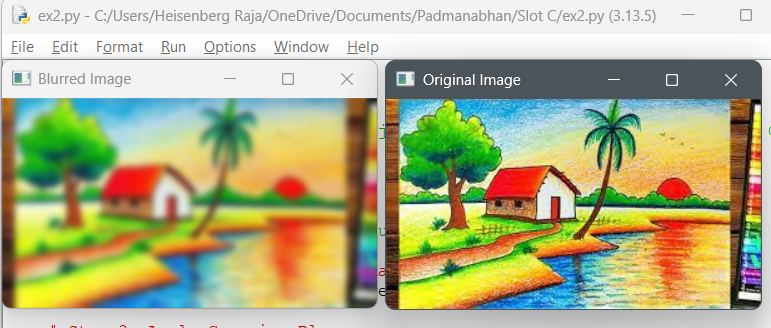 ex2.py - C:/Users/Heisenberg Raja/OneDrive/Documents/Padmanabhan/Slot C/ex2.py (3.13.5)
File Edit Format Run Options Window Help
Blurred Image
Original Image